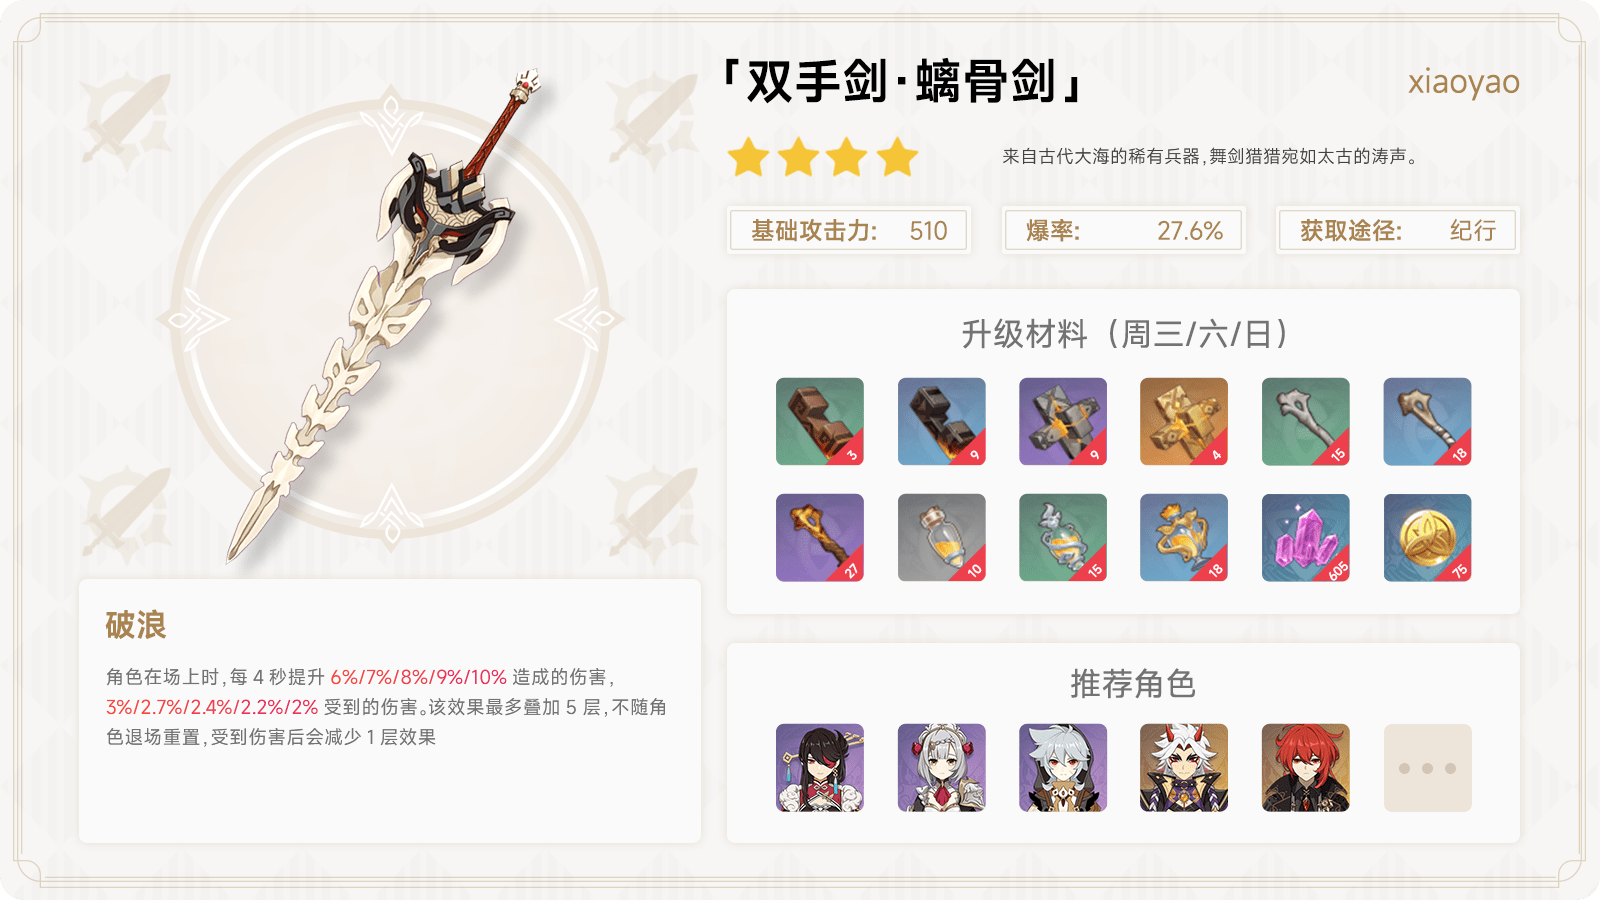 「双手剑·螭骨剑」
xiaoyao
来自古代大海的稀有兵器,舞剑猎猎宛如太古的涛声。
基础攻击力: 510
爆率: 27.6%
获取途径: 纪行
升级材料（周三/六/日）
3 9 9 4 15 18
27 10 15 18 605 75
破浪
角色在场上时,每 4 秒提升 6%/7%/8%/9%/10% 造成的伤害,
3%/2.7%/2.4%/2.2%/2% 受到的伤害。该效果最多叠加 5 层,不随角
色退场重置,受到伤害后会减少 1 层效果
推荐角色